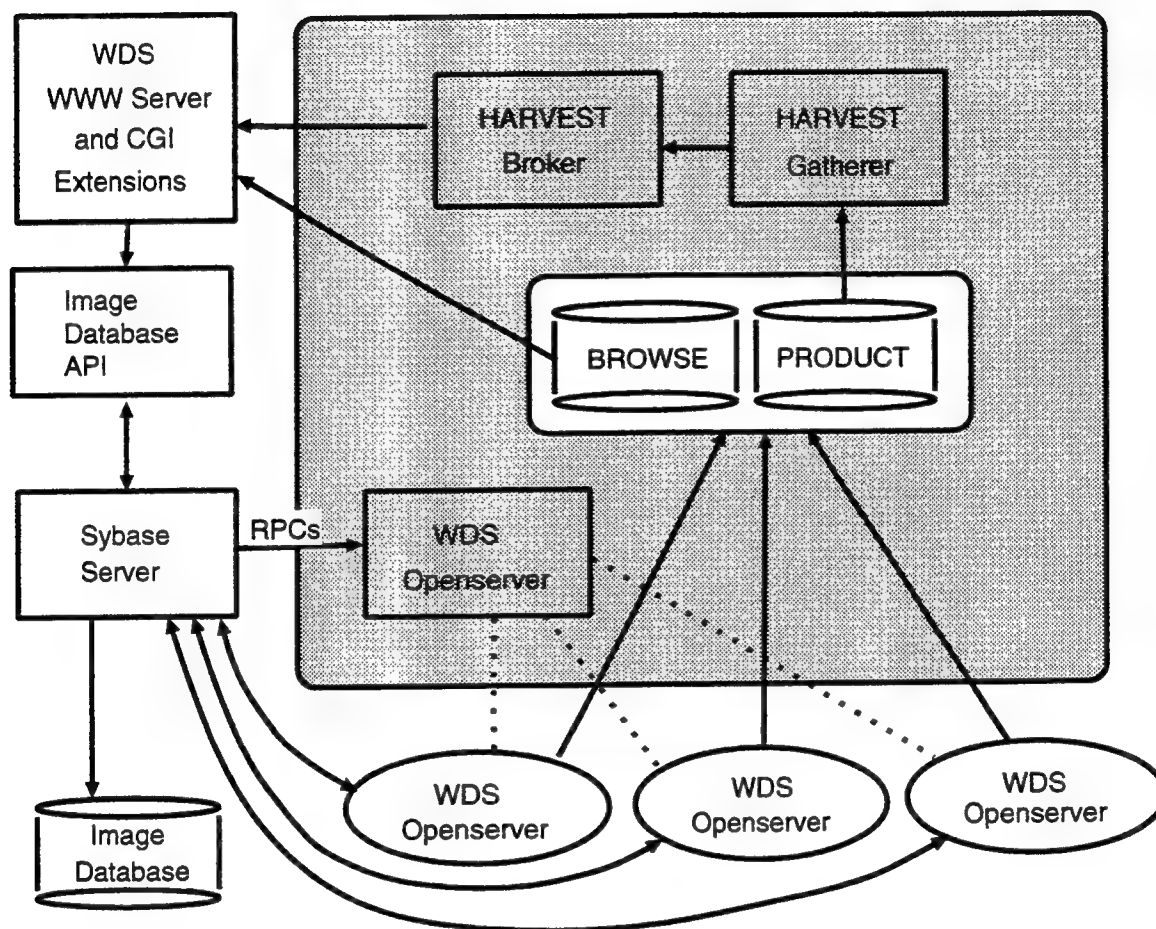 WDS
WWW Server
and CGI
Extensions
HARVEST
Broker
HARVEST
Gatherer
Image
Database
API
BROWSE
PRODUCT
Sybase
Server
RPCs
WDS
Openserver
WDS
Openserver
WDS
Openserver
WDS
Openserver
Image
Database